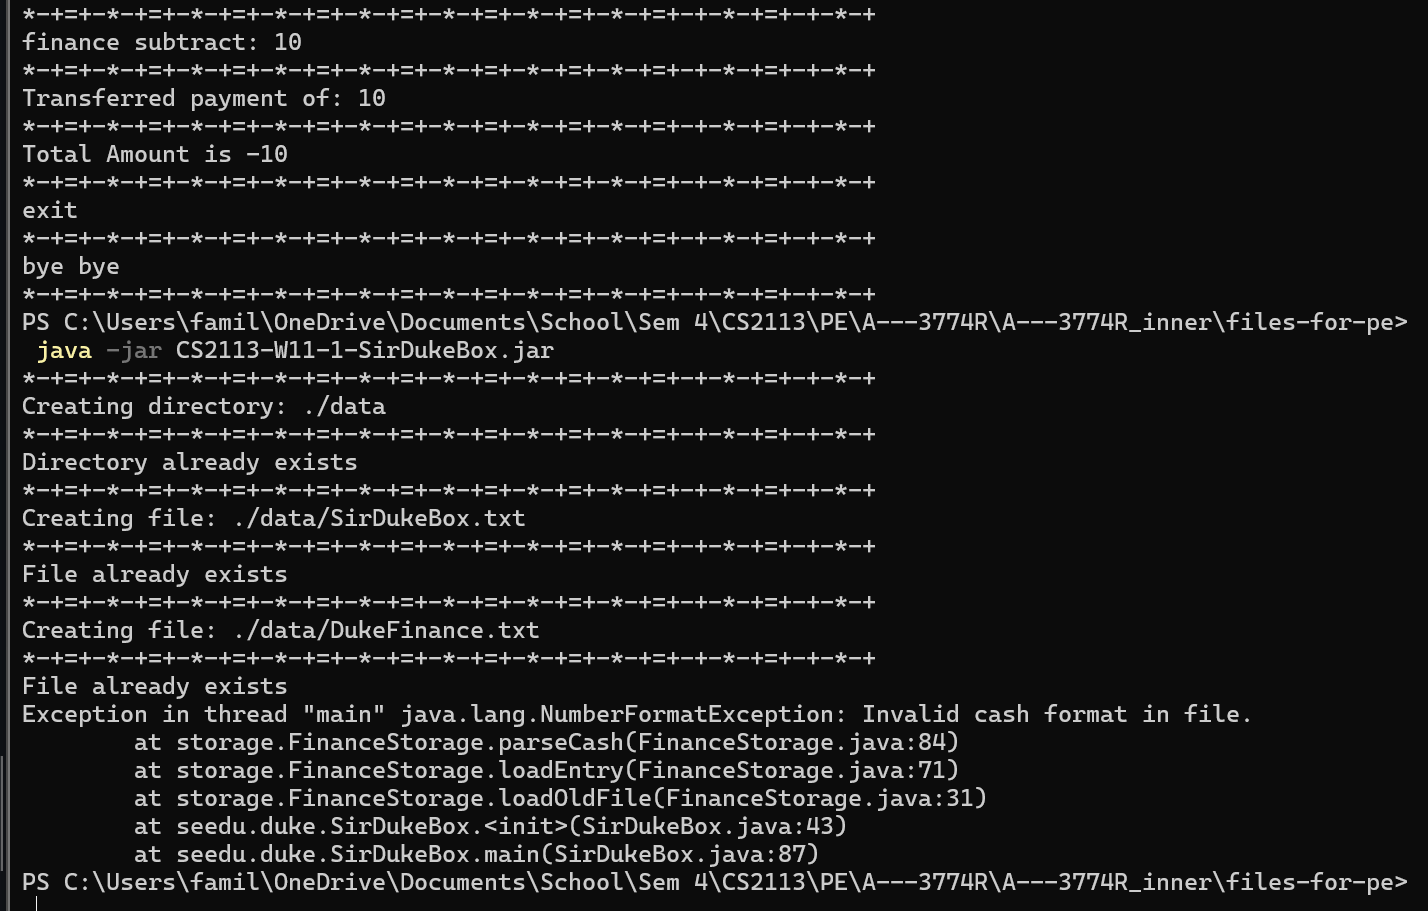 *-+=+-*-+=+-*-+=+-*-+=+-*-+=+-*-+=+-*-+=+-*-+=+-*-+=+-+-*-+
finance subtract: 10
*-+=+-*-+=+-*-+=+-*-+=+-*-+=+-*-+=+-*-+=+-*-+=+-*-+=+-+-*-+
Transferred payment of: 10
*-+=+-*-+=+-*-+=+-*-+=+-*-+=+-*-+=+-*-+=+-*-+=+-*-+=+-+-*-+
Total Amount is -10
*-+=+-*-+=+-*-+=+-*-+=+-*-+=+-*-+=+-*-+=+-*-+=+-*-+=+-+-*-+
exit
*-+=+-*-+=+-*-+=+-*-+=+-*-+=+-*-+=+-*-+=+-*-+=+-*-+=+-+-*-+
bye bye
*-+=+-*-+=+-*-+=+-*-+=+-*-+=+-*-+=+-*-+=+-*-+=+-*-+=+-+-*-+
PS C:\Users\famil\OneDrive\Documents\School\Sem 4\CS2113\PE\A---3774R\A---3774R_inner\files-for-pe>
java -jar CS2113-W11-1-SirDukeBox.jar
*-+=+-*-+=+-*-+=+-*-+=+-*-+=+-*-+=+-*-+=+-*-+=+-*-+=+-+-*-+
Creating directory: ./data
*-+=+-*-+=+-*-+=+-*-+=+-*-+=+-*-+=+-*-+=+-*-+=+-*-+=+-+-*-+
Directory already exists
*-+=+-*-+=+-*-+=+-*-+=+-*-+=+-*-+=+-*-+=+-*-+=+-*-+=+-+-*-+
Creating file: ./data/SirDukeBox.txt
*-+=+-*-+=+-*-+=+-*-+=+-*-+=+-*-+=+-*-+=+-*-+=+-*-+=+-+-*-+
File already exists
*-+=+-*-+=+-*-+=+-*-+=+-*-+=+-*-+=+-*-+=+-*-+=+-*-+=+-+-*-+
Creating file: ./data/DukeFinance.txt
*-+=+-*-+=+-*-+=+-*-+=+-*-+=+-*-+=+-*-+=+-*-+=+-*-+=+-+-*-+
File already exists
Exception in thread "main" java.lang.NumberFormatException: Invalid cash format in file.
at storage.FinanceStorage.parseCash(FinanceStorage.java:84)
at storage.FinanceStorage.loadEntry(FinanceStorage.java:71)
at storage.FinanceStorage.loadOldFile(FinanceStorage.java:31)
at seedu.duke.SirDukeBox.<init>(SirDukeBox.java:43)
at seedu.duke.SirDukeBox.main(SirDukeBox.java:87)
PS C:\Users\famil\OneDrive\Documents\School\Sem 4\CS2113\PE\A---3774R\A---3774R_inner\files-for-pe>